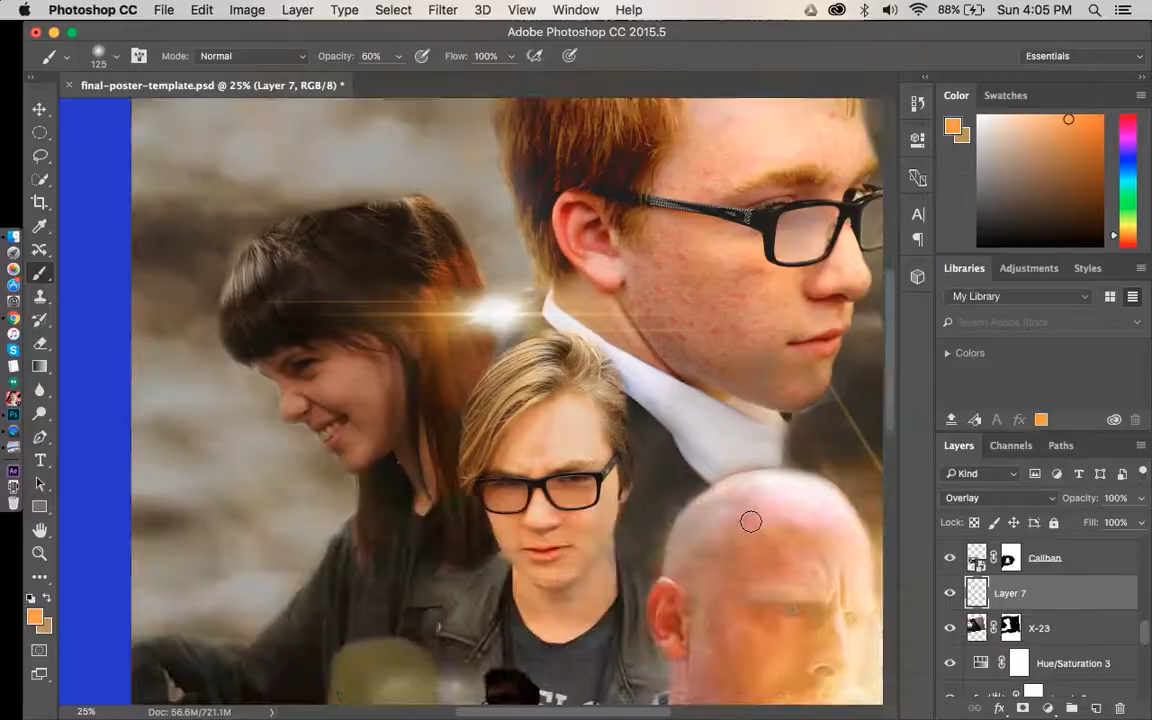 Photoshop CC File Edit Image Layer Type Select Filter 3D View Window Help 88% Sun 4:05 PM
Adobe Photoshop CC 2015.5
125 Mode: Normal Opacity: 60% Flow: 100% Essentials
final-poster-template.psd @ 25% (Layer 7, RGB/8) *
Color Swatches
Libraries Adjustments Styles
My Library
Search Adobe Stock
Colors
Layers Channels Paths
Kind
Overlay Opacity: 100%
Lock: Fill: 100%
Caliban
Layer 7
X-23
Hue/Saturation 3
25% Doc: 56.6M/721.1M